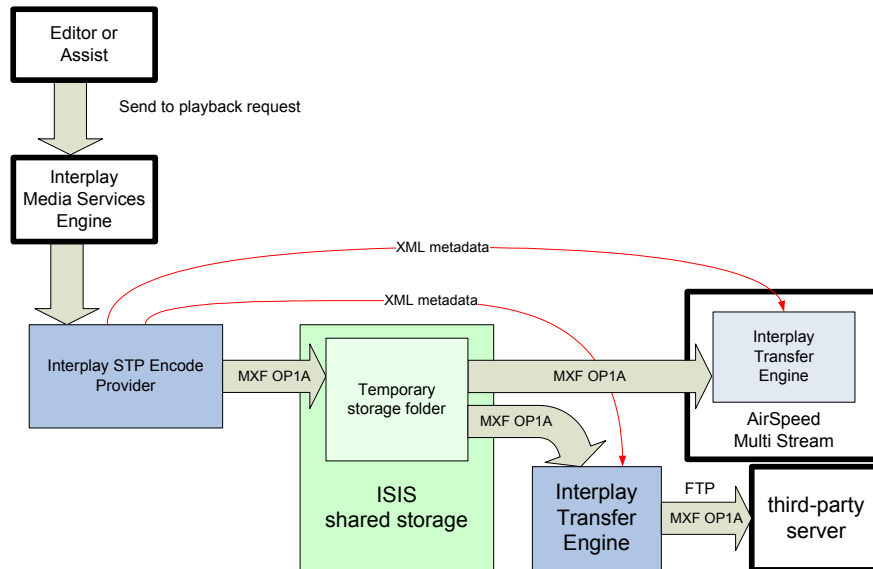 Editor or
Assist
Send to playback request
Interplay
Media Services
Engine
XML metadata
XML metadata
Interplay STP Encode
Provider
MXF OP1A
Temporary
storage folder
MXF OP1A
MXF OP1A
Interplay
Transfer
Engine
AirSpeed
Multi Stream
ISIS
shared storage
Interplay
Transfer
Engine
FTP
MXF OP1A
third-party
server